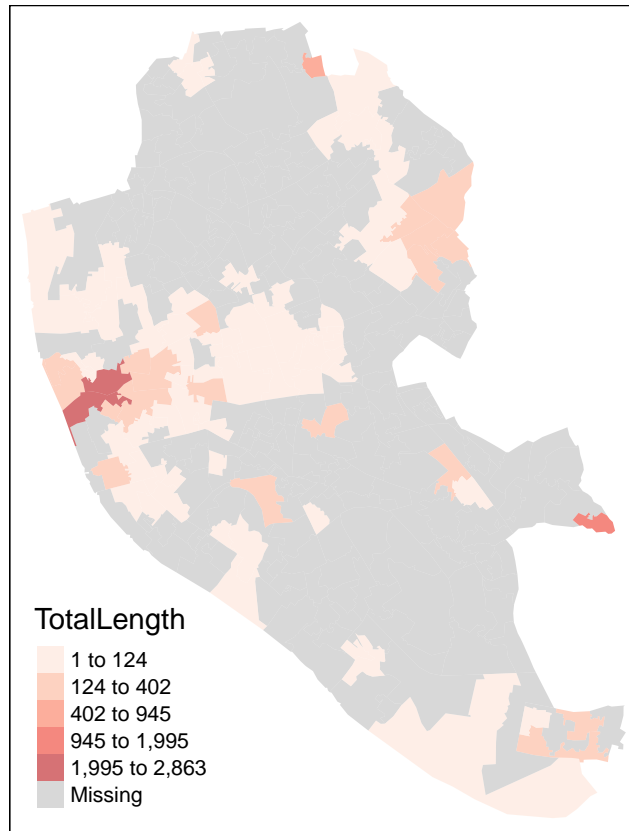 TotalLength
1 to 124
124 to 402
402 to 945
945 to 1,995
1,995 to 2,863
Missing